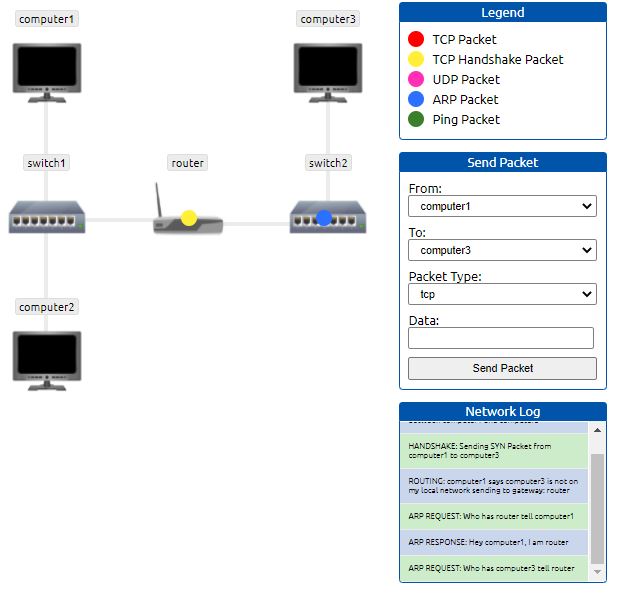 computer1
computer3
switch1
router
switch2
computer2
Legend
TCP Packet
TCP Handshake Packet
UDP Packet
ARP Packet
Ping Packet
Send Packet
From:
computer1
To:
computer3
Packet Type:
tcp
Data:
Send Packet
Network Log
HANDSHAKE: Sending SYN Packet from
computer1 to computer3
ROUTING: computer1 says computer3 is not on
my local network sending to gateway: router
ARP REQUEST: Who has router tell computer1
ARP RESPONSE: Hey computer1, I am router
ARP REQUEST: Who has computer3 tell router